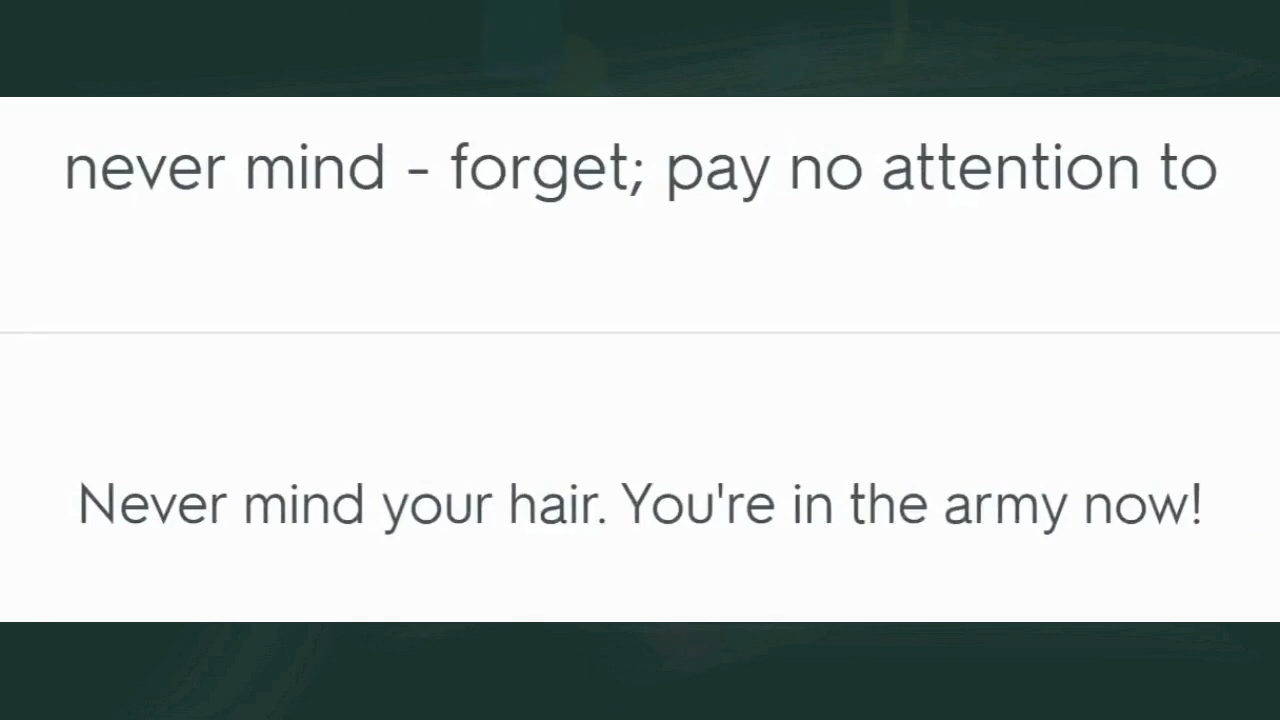 never mind - forget; pay no attention to
Never mind your hair. You're in the army now!